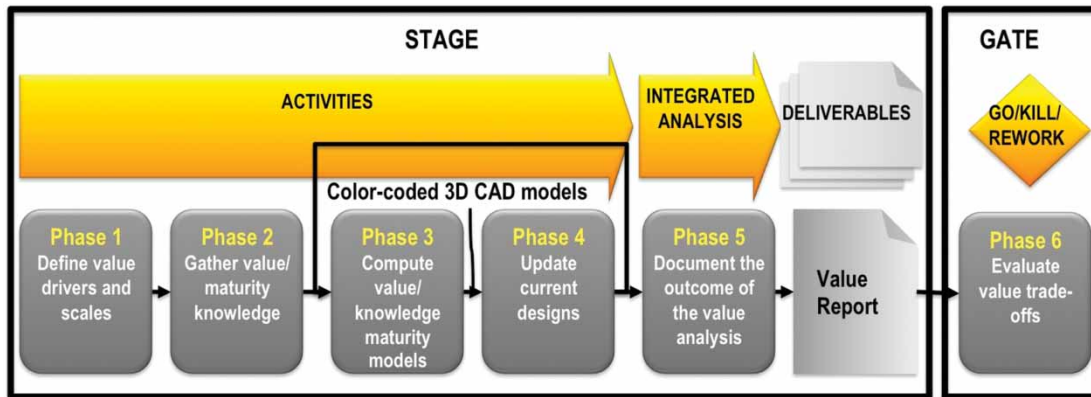 STAGE
GATE
ACTIVITIES
INTEGRATED
ANALYSIS
DELIVERABLES
GO/KILL/
REWORK
Color-coded 3D CAD models
Phase 1
Define value
drivers and
scales
Phase 2
Gather value/
maturity
knowledge
Phase 3
Compute
value/
knowledge
maturity
models
Phase 4
Update
current
designs
Phase 5
Document the
outcome of
the value
analysis
Value
Report
Phase 6
Evaluate
value trade-
offs